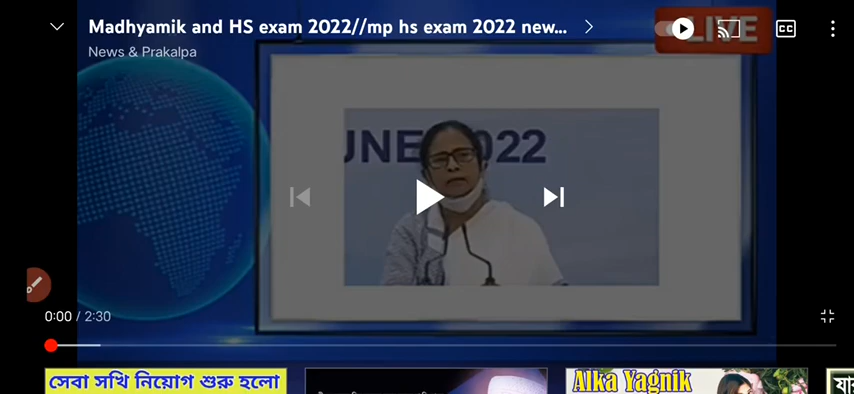 Madhyamik and HS exam 2022//mp hs exam 2022 new...
LIVE
News & Prakalpa
UNE 2022
0:00 / 2:30
সেবা সখি নিয়োগ শুরু হলো
Alka Yagnik